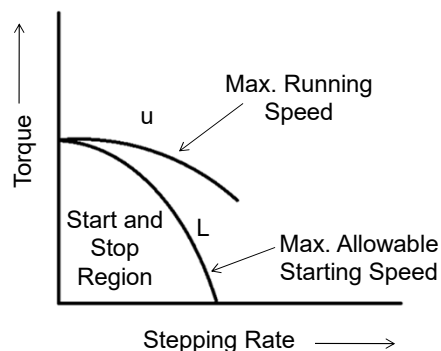 Torque
u
Max. Running
Speed
L
Start and
Stop
Region
Max. Allowable
Starting Speed
Stepping Rate